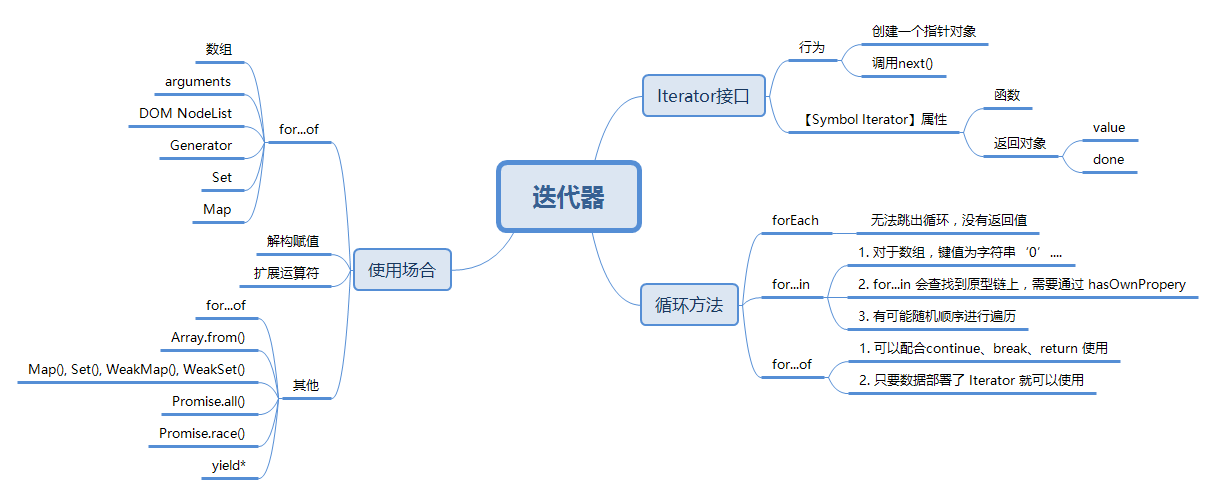 迭代器
Iterator接口
行为
创建一个指针对象
调用next()
【Symbol Iterator】属性
函数
返回对象
value
done
循环方法
forEach
无法跳出循环，没有返回值
for...in
1. 对于数组，键值为字符串‘0’....
2. for...in 会查找到原型链上，需要通过 hasOwnPropery
3. 有可能随机顺序进行遍历
for...of
1. 可以配合continue、break、return 使用
2. 只要数据部署了 Iterator 就可以使用
使用场合
for...of
数组
arguments
DOM NodeList
Generator
Set
Map
解构赋值
扩展运算符
其他
for...of
Array.from()
Map(), Set(), WeakMap(), WeakSet()
Promise.all()
Promise.race()
yield*